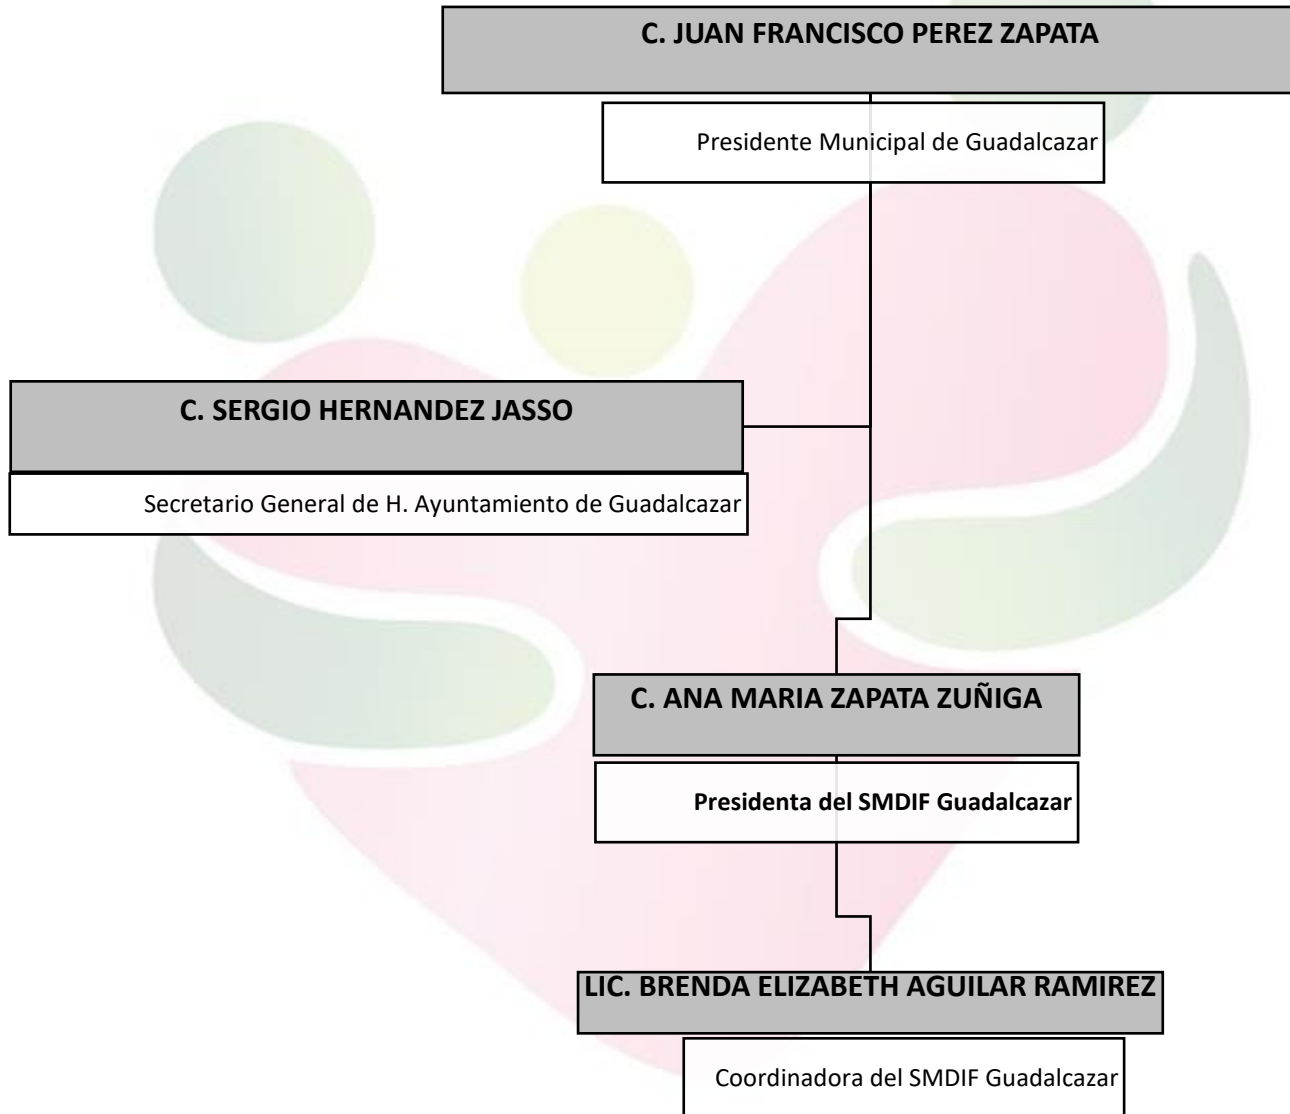 C. JUAN FRANCISCO PEREZ ZAPATA
Presidente Municipal de Guadalcazar
C. SERGIO HERNANDEZ JASSO
Secretario General de H. Ayuntamiento de Guadalcazar
C. ANA MARIA ZAPATA ZUÑIGA
Presidenta del SMDIF Guadalcazar
LIC. BRENDA ELIZABETH AGUILAR RAMIREZ
Coordinadora del SMDIF Guadalcazar